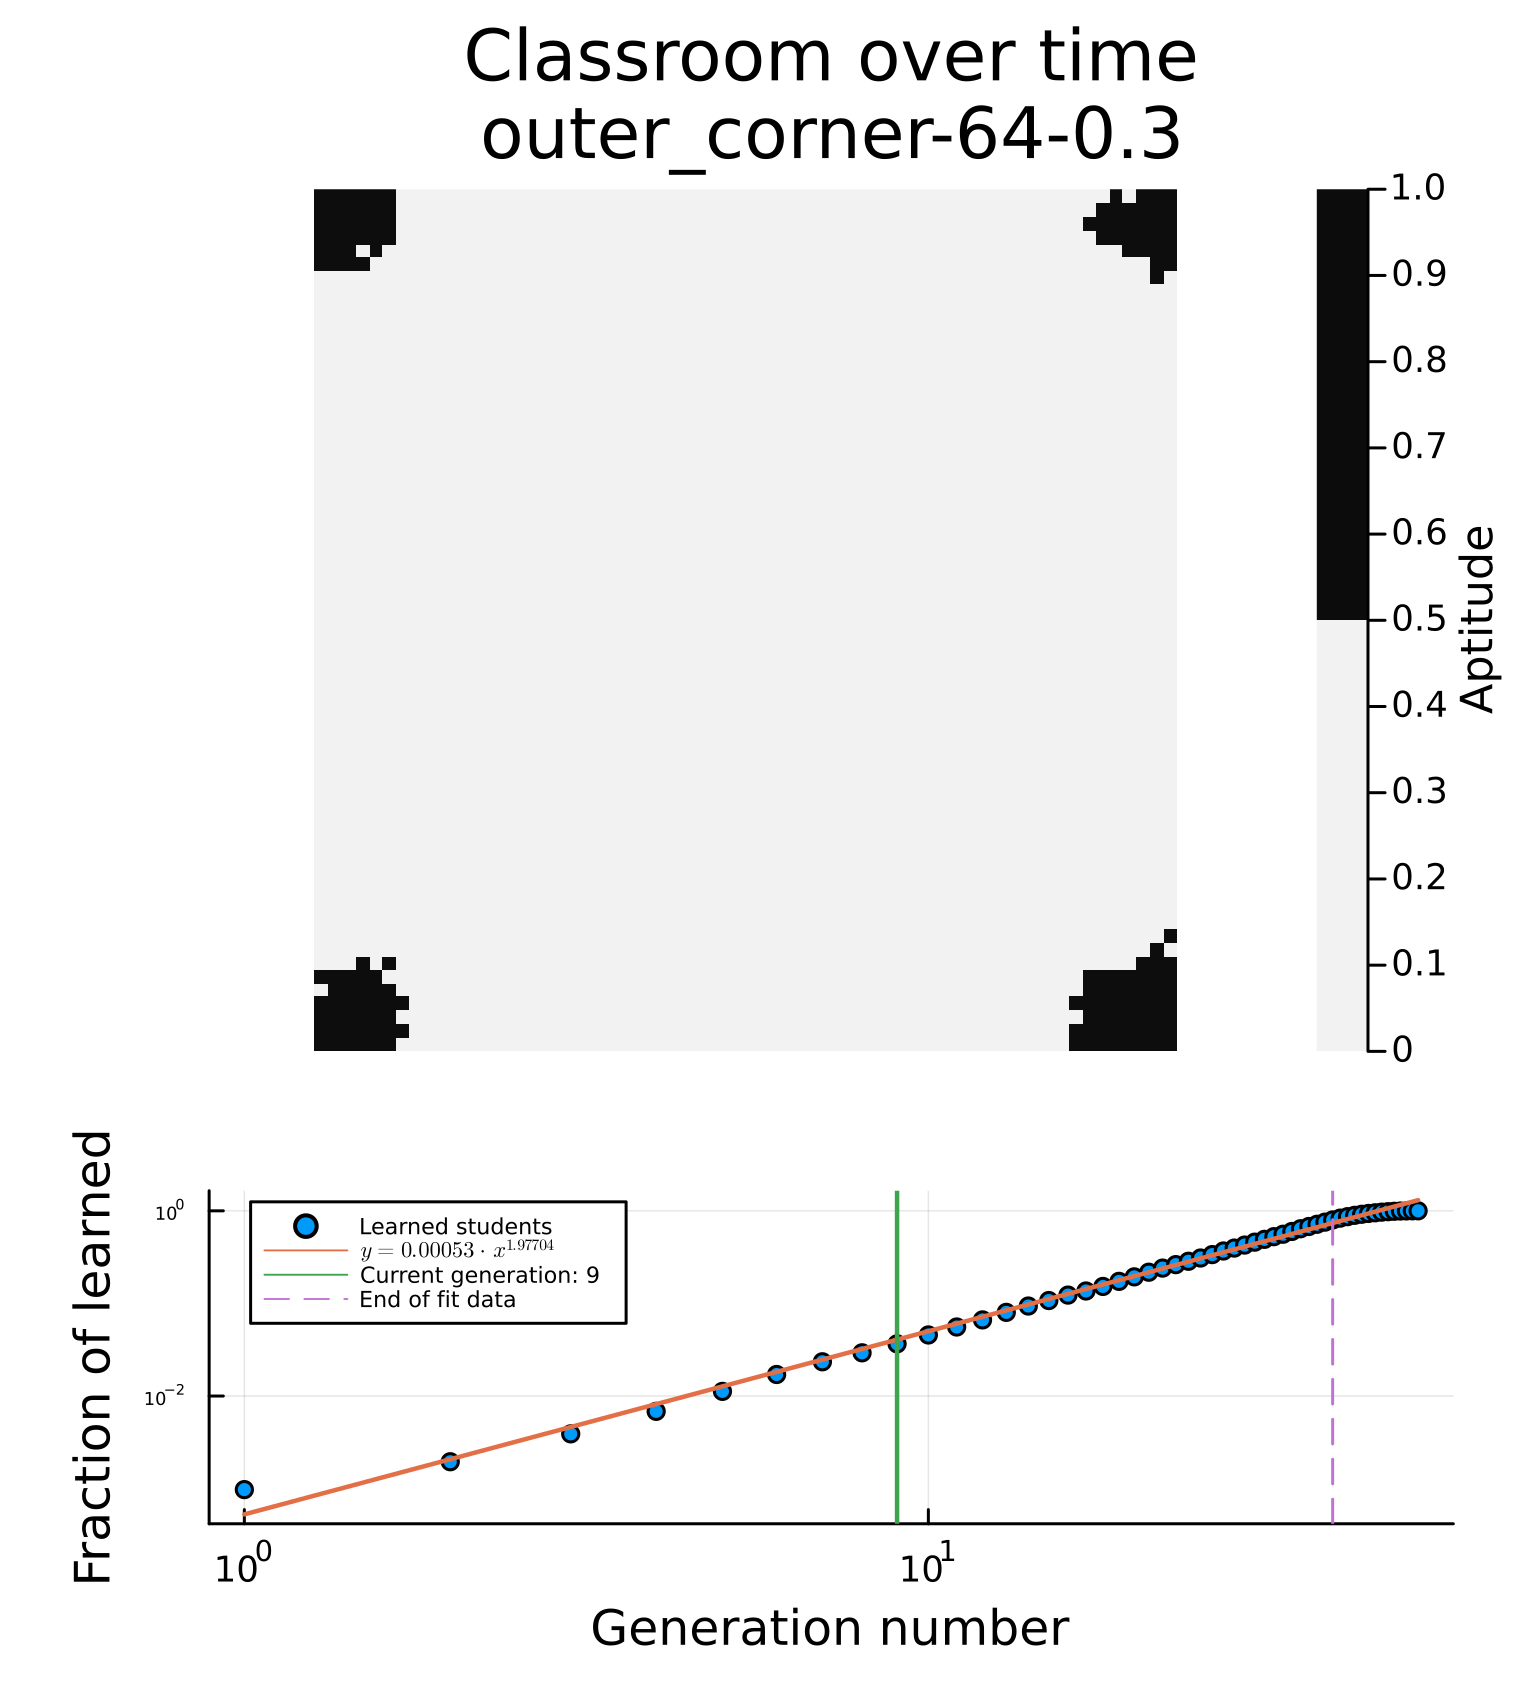 Classroom over time
outer_corner-64-0.3
1.0
0.9
0.8
0.7
0.6
0.5
0.4
0.3
0.2
0.1
0
Aptitude
Fraction of learned
10⁰
10⁻²
Learned students
y = 0.00053 · x^1.97704
Current generation: 9
End of fit data
10⁰
10¹
Generation number